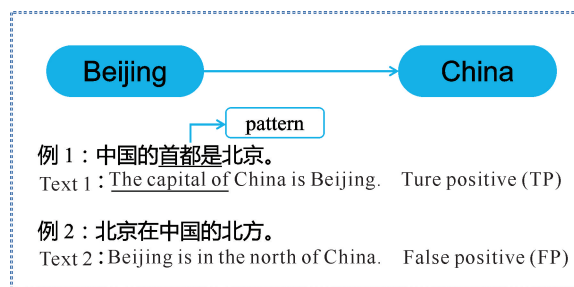 Beijing
China
pattern
例 1：中国的首都是北京。
Text 1：The capital of China is Beijing. Ture positive (TP)
例 2：北京在中国的北方。
Text 2：Beijing is in the north of China. False positive (FP)